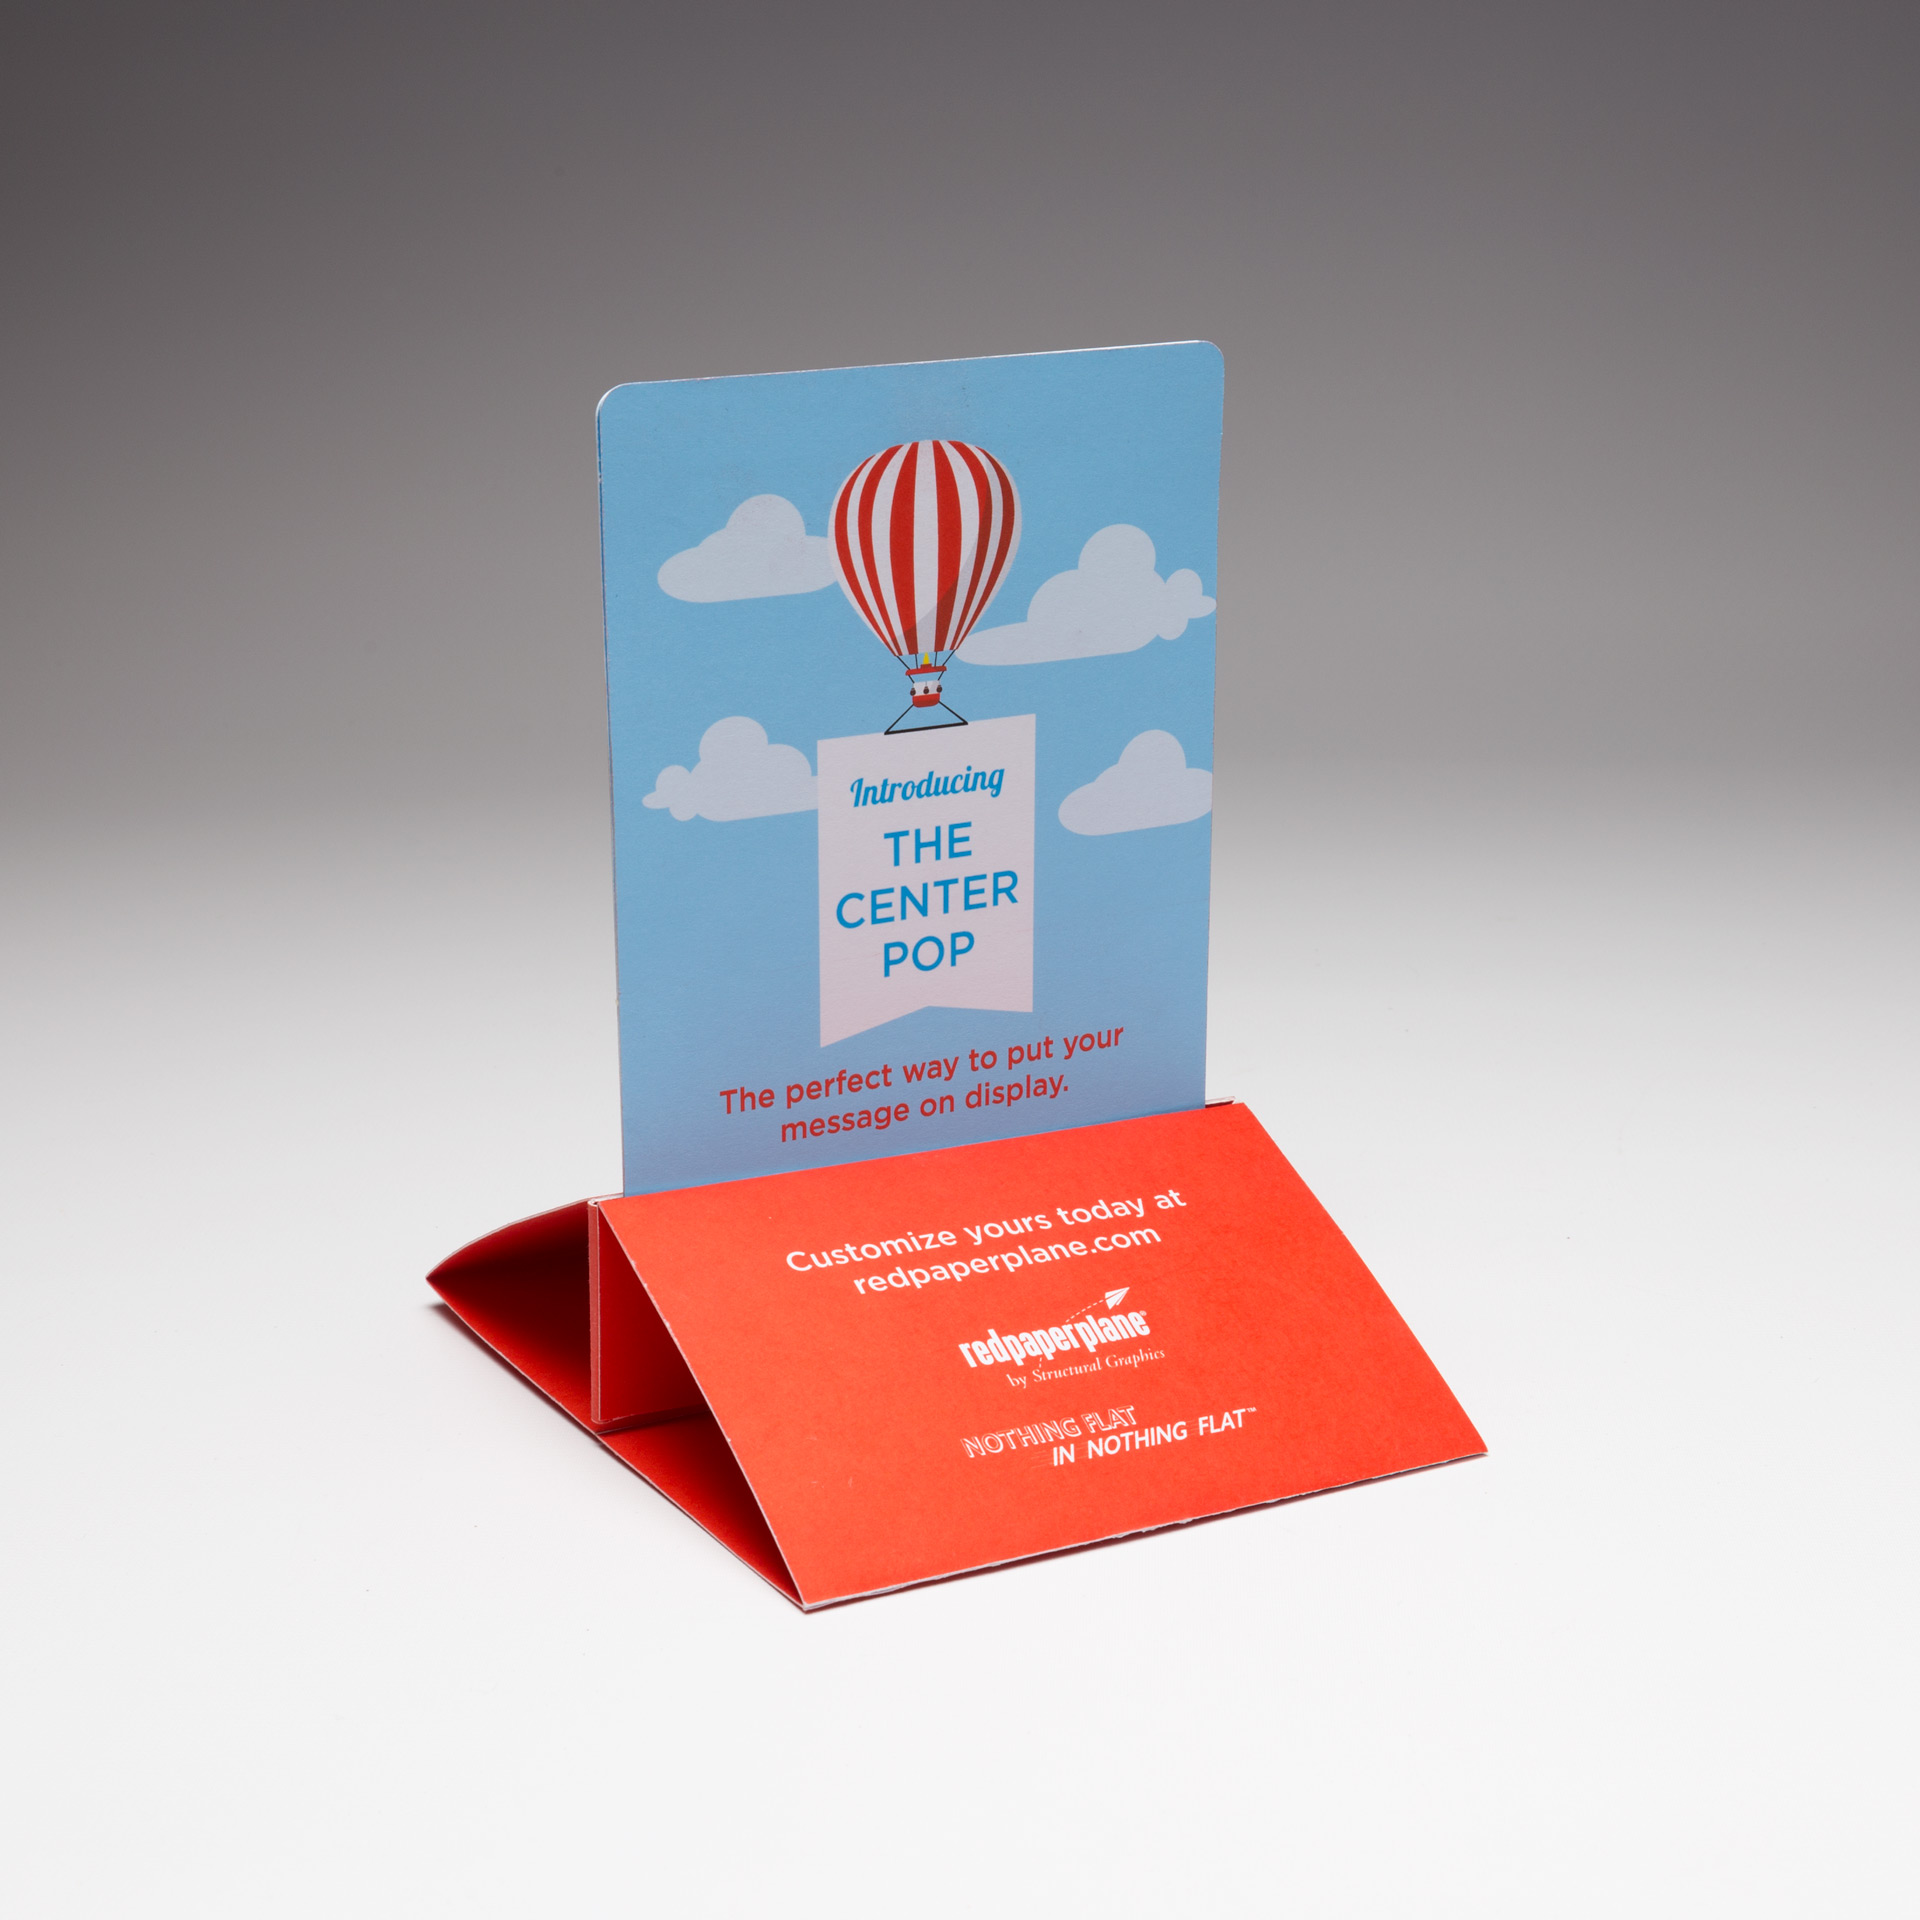 Introducing
THE
CENTER
POP
The perfect way to put your
message on display.
Customize yours today at
redpaperplane.com
redpaperplane®
by Structural Graphics
NOTHING FLAT
IN NOTHING FLAT™